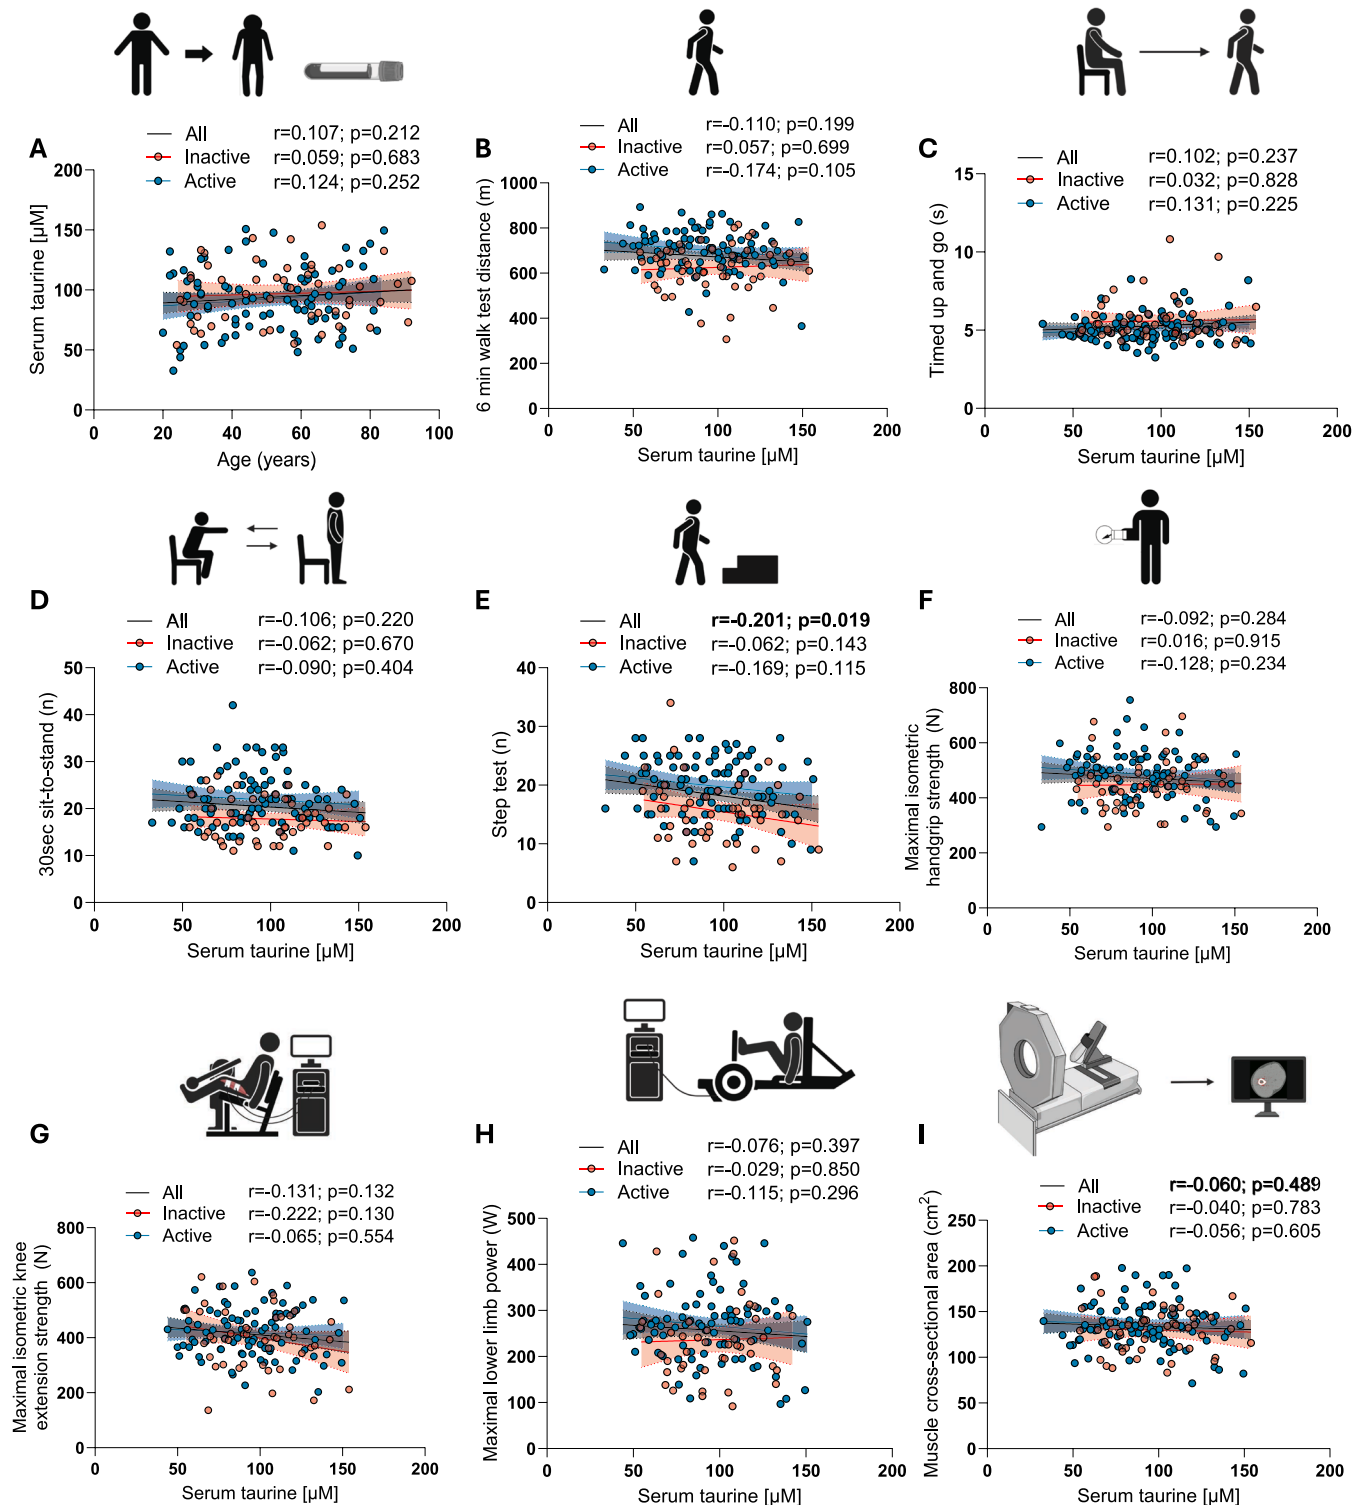 A
All r=0.107; p=0.212
Inactive r=0.059; p=0.683
Active r=0.124; p=0.252
Serum taurine [µM]
200
150
100
50
0
0 20 40 60 80 100
Age (years)
B
All r=-0.110; p=0.199
Inactive r=0.057; p=0.699
Active r=-0.174; p=0.105
6 min walk test distance (m)
1000
800
600
400
200
0
0 50 100 150 200
Serum taurine [µM]
C
All r=0.102; p=0.237
Inactive r=0.032; p=0.828
Active r=0.131; p=0.225
Timed up and go (s)
15
10
5
0
0 50 100 150 200
Serum taurine [µM]
D
All r=-0.106; p=0.220
Inactive r=-0.062; p=0.670
Active r=-0.090; p=0.404
30sec sit-to-stand (n)
50
40
30
20
10
0
0 50 100 150 200
Serum taurine [µM]
E
All r=-0.201; p=0.019
Inactive r=-0.062; p=0.143
Active r=-0.169; p=0.115
Step test (n)
40
30
20
10
0
0 50 100 150 200
Serum taurine [µM]
F
All r=-0.092; p=0.284
Inactive r=0.016; p=0.915
Active r=-0.128; p=0.234
Maximal isometric
handgrip strength (N)
800
600
400
200
0
0 50 100 150 200
Serum taurine [µM]
G
All r=-0.131; p=0.132
Inactive r=-0.222; p=0.130
Active r=-0.065; p=0.554
Maximal isometric knee
extension strength (N)
800
600
400
200
0
0 50 100 150 200
Serum taurine [µM]
H
All r=-0.076; p=0.397
Inactive r=-0.029; p=0.850
Active r=-0.115; p=0.296
Maximal lower limb power (W)
500
400
300
200
100
0
0 50 100 150 200
Serum taurine [µM]
I
All r=-0.060; p=0.489
Inactive r=-0.040; p=0.783
Active r=-0.056; p=0.605
Muscle cross-sectional area (cm²)
250
200
150
100
50
0
0 50 100 150 200
Serum taurine [µM]